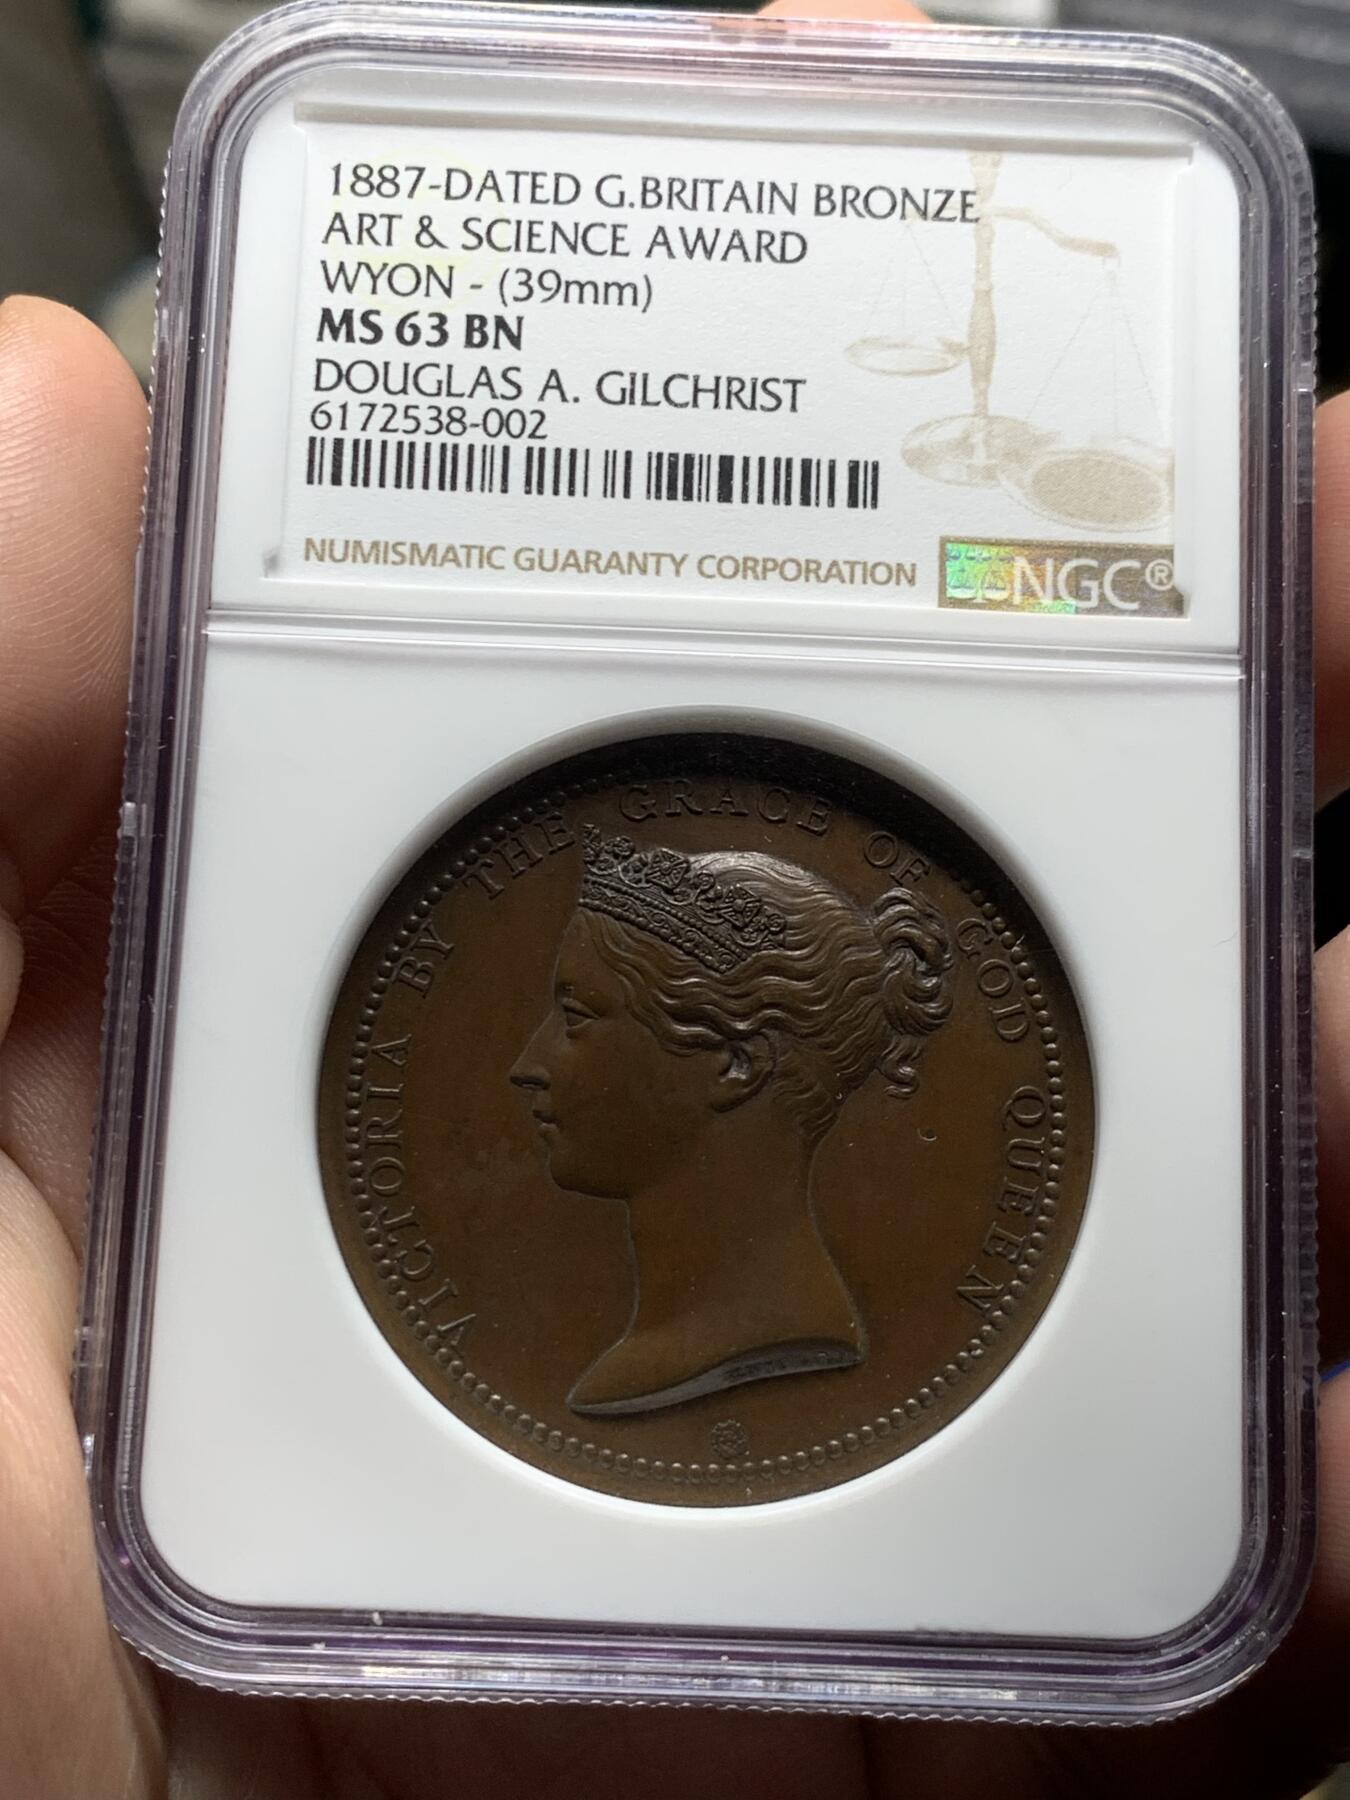 1887-DATED G.BRITAIN BRONZE
ART & SCIENCE AWARD
WYON - (39mm)
MS 63 BN
DOUGLAS A. GILCHRIST
6172538-002
NUMISMATIC GUARANTY CORPORATION
NGC®
VICTORIA BY THE GRACE OF GOD QUEEN